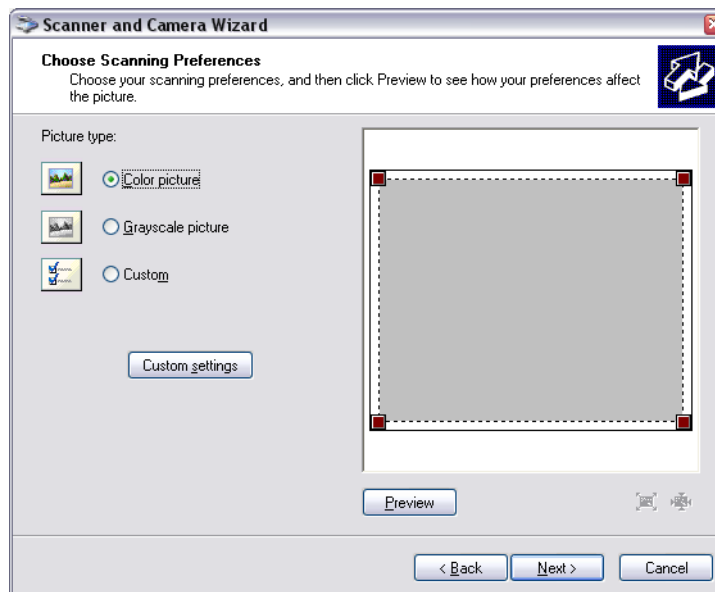 Scanner and Camera Wizard
Choose Scanning Preferences
Choose your scanning preferences, and then click Preview to see how your preferences affect
the picture.
Picture type:
Color picture
Grayscale picture
Custom
Custom settings
Preview
< Back
Next >
Cancel